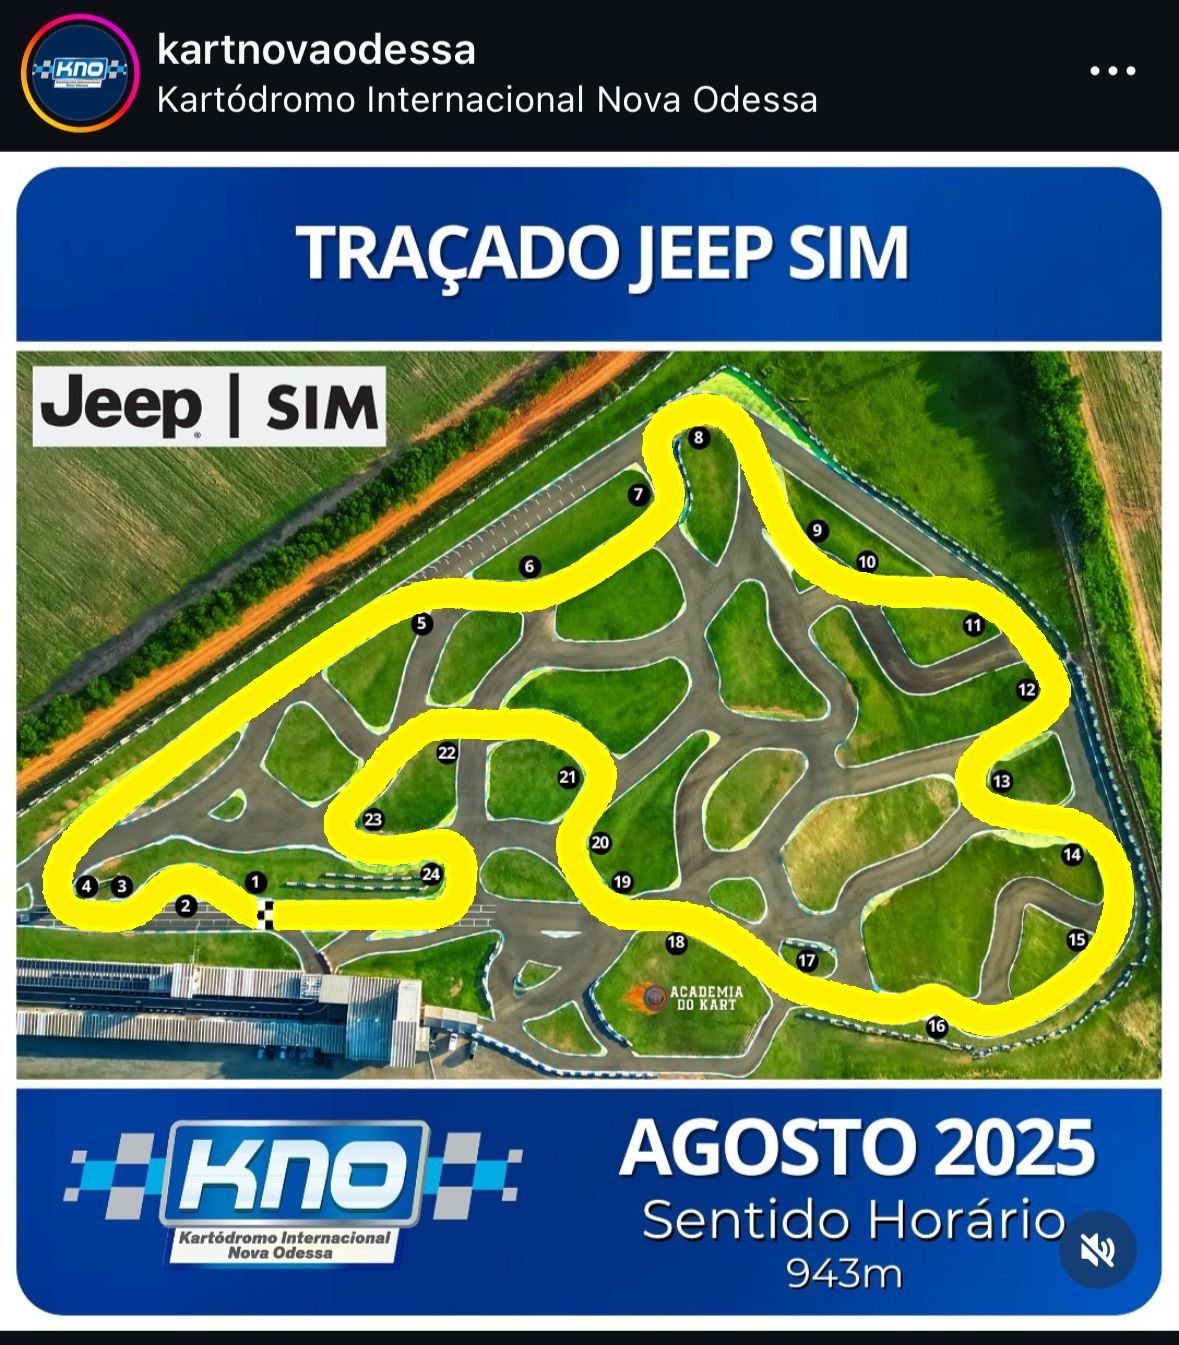 kartnovaodessa
Kartódromo Internacional Nova Odessa
TRAÇADO JEEP SIM
Jeep® | SIM
8
7
9
6
10
5
11
12
22
21
13
23
20
14
24
19
4
3
1
2
18
15
17
ACADEMIA
DO KART
16
KNO
Kartódromo Internacional
Nova Odessa
AGOSTO 2025
Sentido Horário
943m